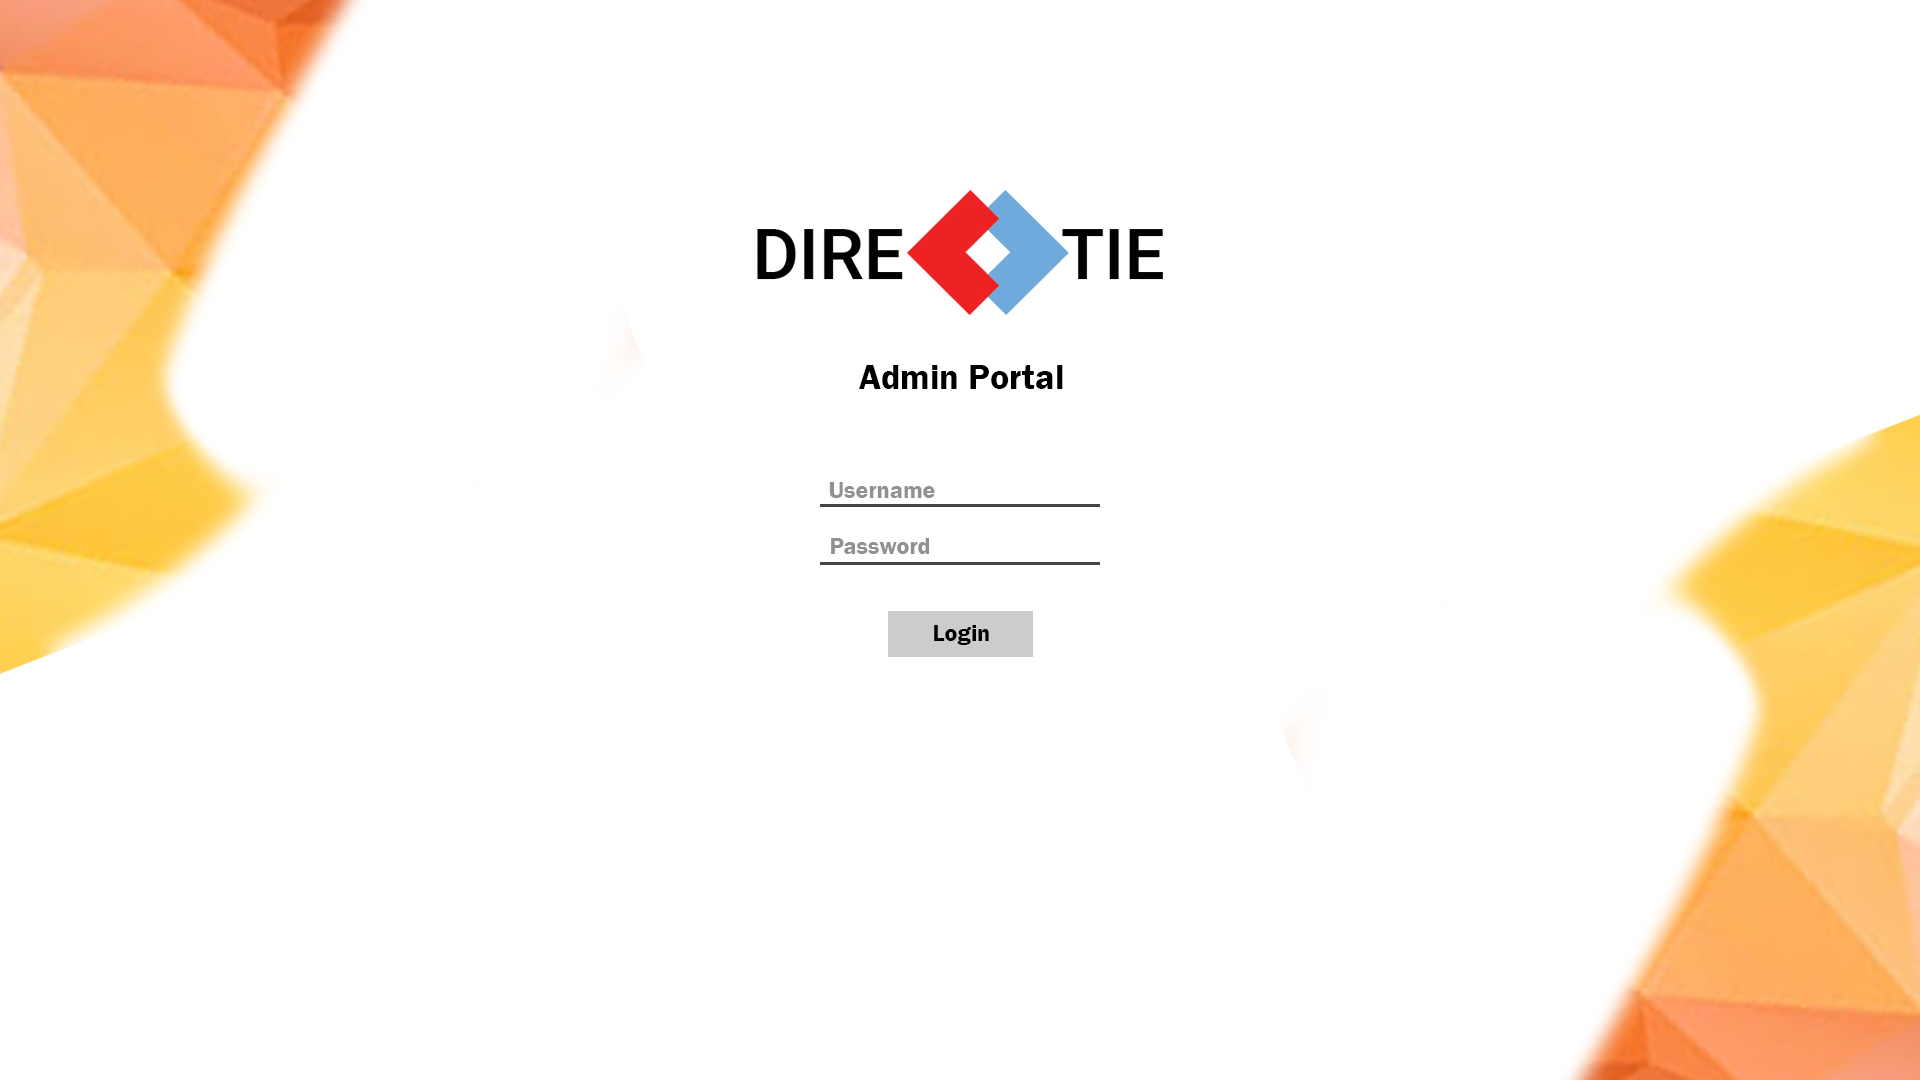 DIRE TIE
Admin Portal
Username
Password
Login